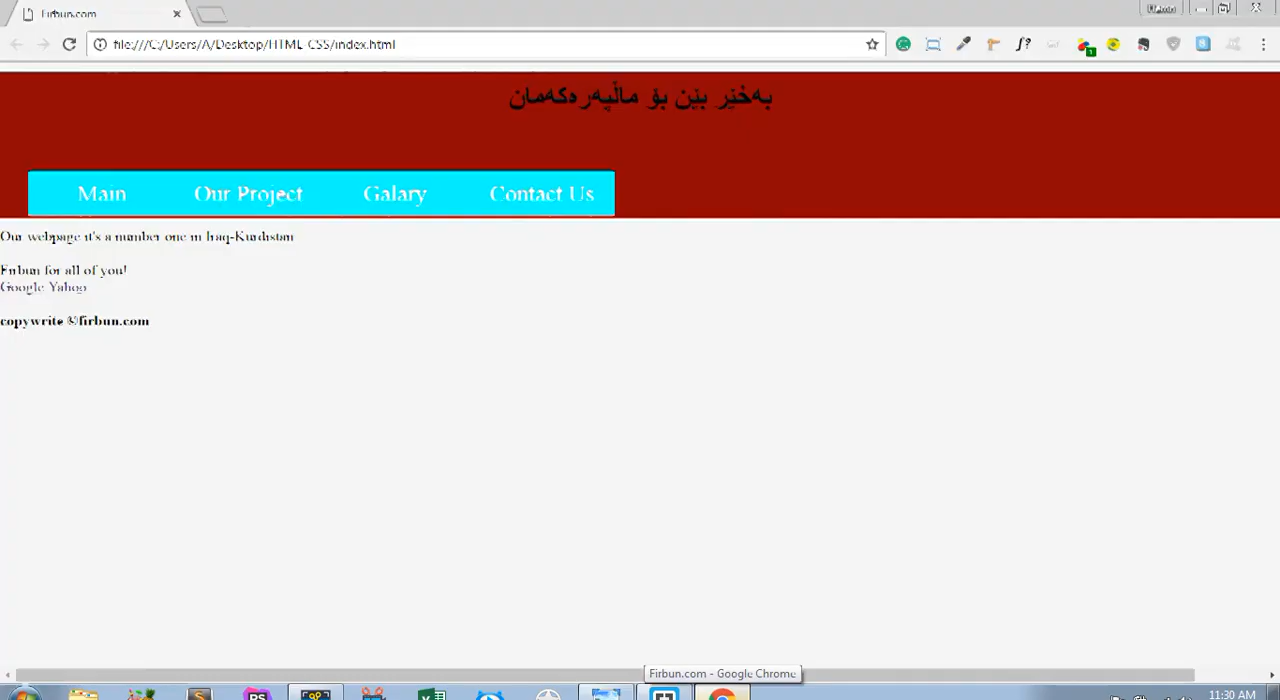 Firbun.com
file:///C:/Users/A/Desktop/HTML CSS/index.html
بەخێر بێن بۆ ماڵپەرەکەمان
Main Our Project Galary Contact Us
Our webpage it's a number one in Iraq-Kurdistan
Firbun for all of you!
Google Yahoo
copywrite ©firbun.com
Firbun.com - Google Chrome
11:30 AM